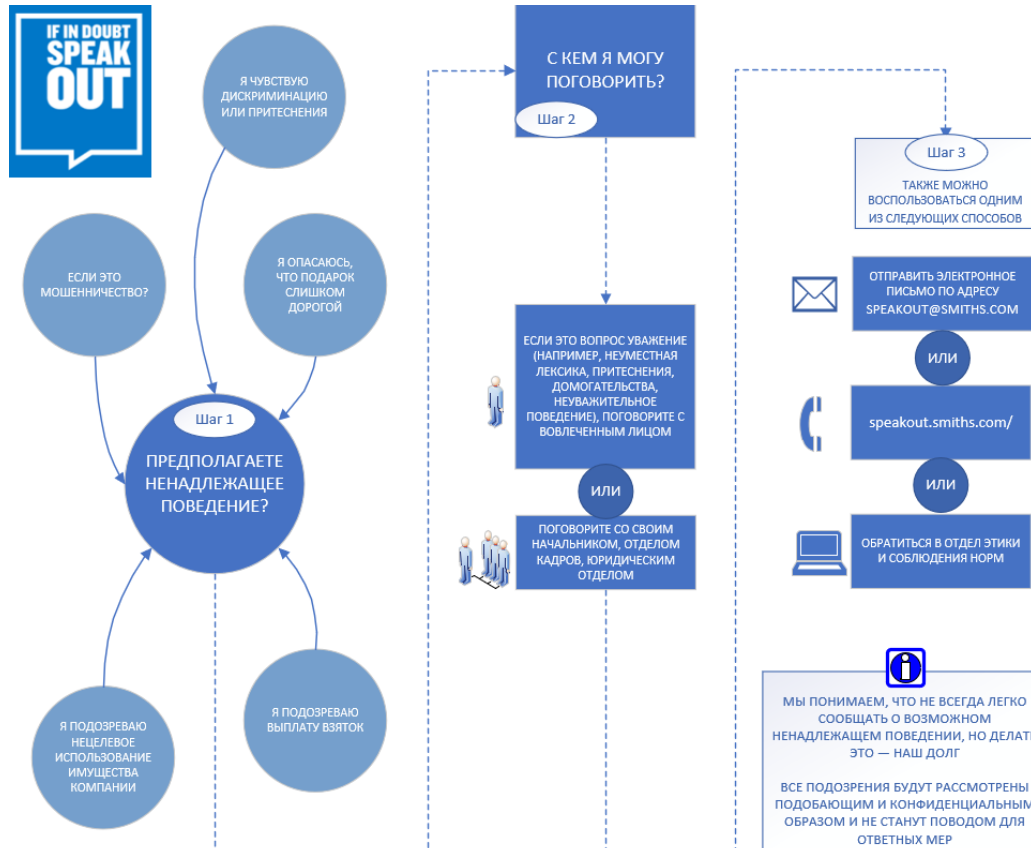 IF IN DOUBT
SPEAK
OUT
Я ЧУВСТВУЮ
ДИСКРИМИНАЦИЮ
ИЛИ ПРИТЕСНЕНИЯ
ЕСЛИ ЭТО
МОШЕННИЧЕСТВО?
Я ОПАСАЮСЬ,
ЧТО ПОДАРОК
СЛИШКОМ
ДОРОГОЙ
Шаг 1
ПРЕДПОЛАГАЕТЕ
НЕНАДЛЕЖАЩЕЕ
ПОВЕДЕНИЕ?
Я ПОДОЗРЕВАЮ
НЕЦЕЛЕВОЕ
ИСПОЛЬЗОВАНИЕ
ИМУЩЕСТВА
КОМПАНИИ
Я ПОДОЗРЕВАЮ
ВЫПЛАТУ ВЗЯТОК
С КЕМ Я МОГУ
ПОГОВОРИТЬ?
Шаг 2
ЕСЛИ ЭТО ВОПРОС УВАЖЕНИЕ
(НАПРИМЕР, НЕУМЕСТНАЯ
ЛЕКСИКА, ПРИТЕСНЕНИЯ,
ДОМОГАТЕЛЬСТВА,
НЕУВАЖИТЕЛЬНОЕ
ПОВЕДЕНИЕ), ПОГОВОРИТЕ С
ВОВЛЕЧЕННЫМ ЛИЦОМ
ИЛИ
ПОГОВОРИТЕ СО СВОИМ
НАЧАЛЬНИКОМ, ОТДЕЛОМ
КАДРОВ, ЮРИДИЧЕСКИМ
ОТДЕЛОМ
Шаг 3
ТАКЖЕ МОЖНО
ВОСПОЛЬЗОВАТЬСЯ ОДНИМ
ИЗ СЛЕДУЮЩИХ СПОСОБОВ
ОТПРАВИТЬ ЭЛЕКТРОННОЕ
ПИСЬМО ПО АДРЕСУ
SPEAKOUT@SMITHS.COM
ИЛИ
speakout.smiths.com/
ИЛИ
ОБРАТИТЬСЯ В ОТДЕЛ ЭТИКИ
И СОБЛЮДЕНИЯ НОРМ
МЫ ПОНИМАЕМ, ЧТО НЕ ВСЕГДА ЛЕГКО
СООБЩАТЬ О ВОЗМОЖНОМ
НЕНАДЛЕЖАЩЕМ ПОВЕДЕНИИ, НО ДЕЛАТЬ
ЭТО — НАШ ДОЛГ
ВСЕ ПОДОЗРЕНИЯ БУДУТ РАССМОТРЕНЫ
ПОДОБАЮЩИМ И КОНФИДЕНЦИАЛЬНЫМ
ОБРАЗОМ И НЕ СТАНУТ ПОВОДОМ ДЛЯ
ОТВЕТНЫХ МЕР